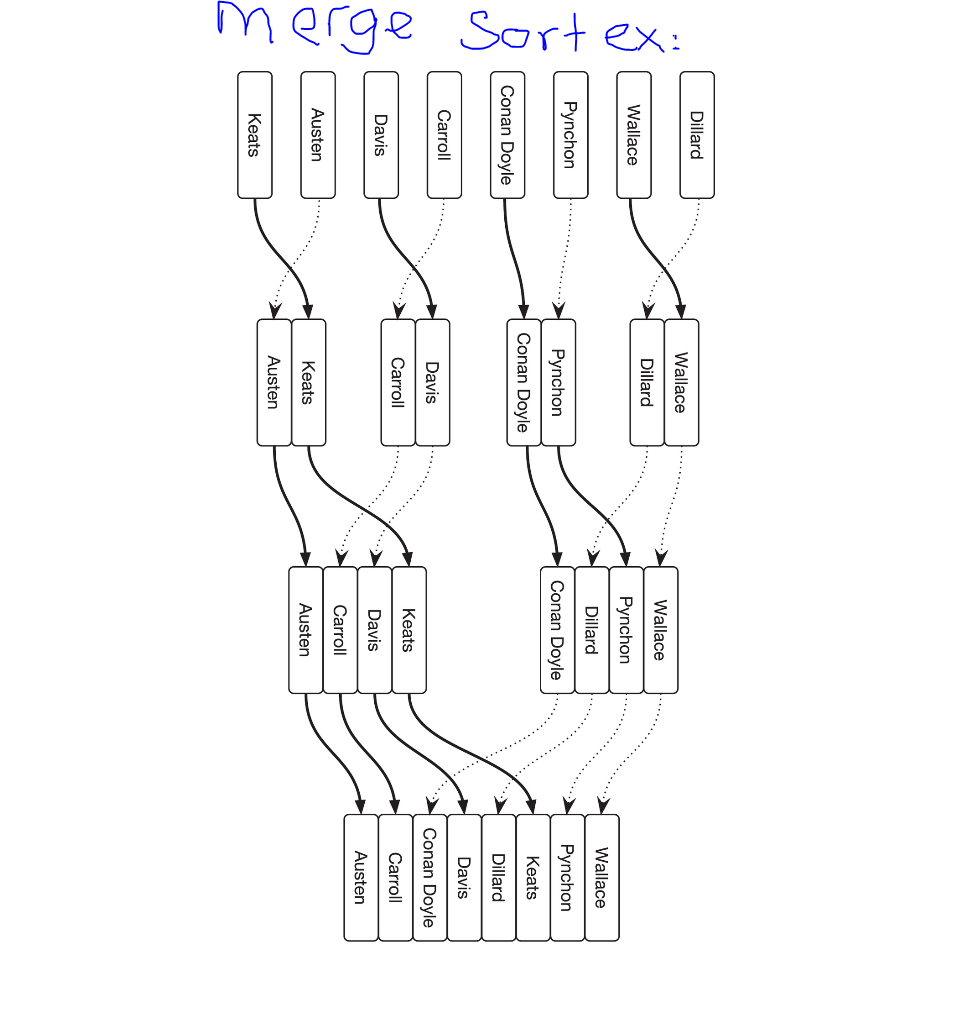 Merge Sort ex:
Keats
Austen
Davis
Carroll
Conan Doyle
Pynchon
Wallace
Dillard
Austen
Keats
Carroll
Davis
Conan Doyle
Pynchon
Dillard
Wallace
Austen
Carroll
Davis
Keats
Conan Doyle
Dillard
Pynchon
Wallace
Austen
Carroll
Conan Doyle
Davis
Dillard
Keats
Pynchon
Wallace